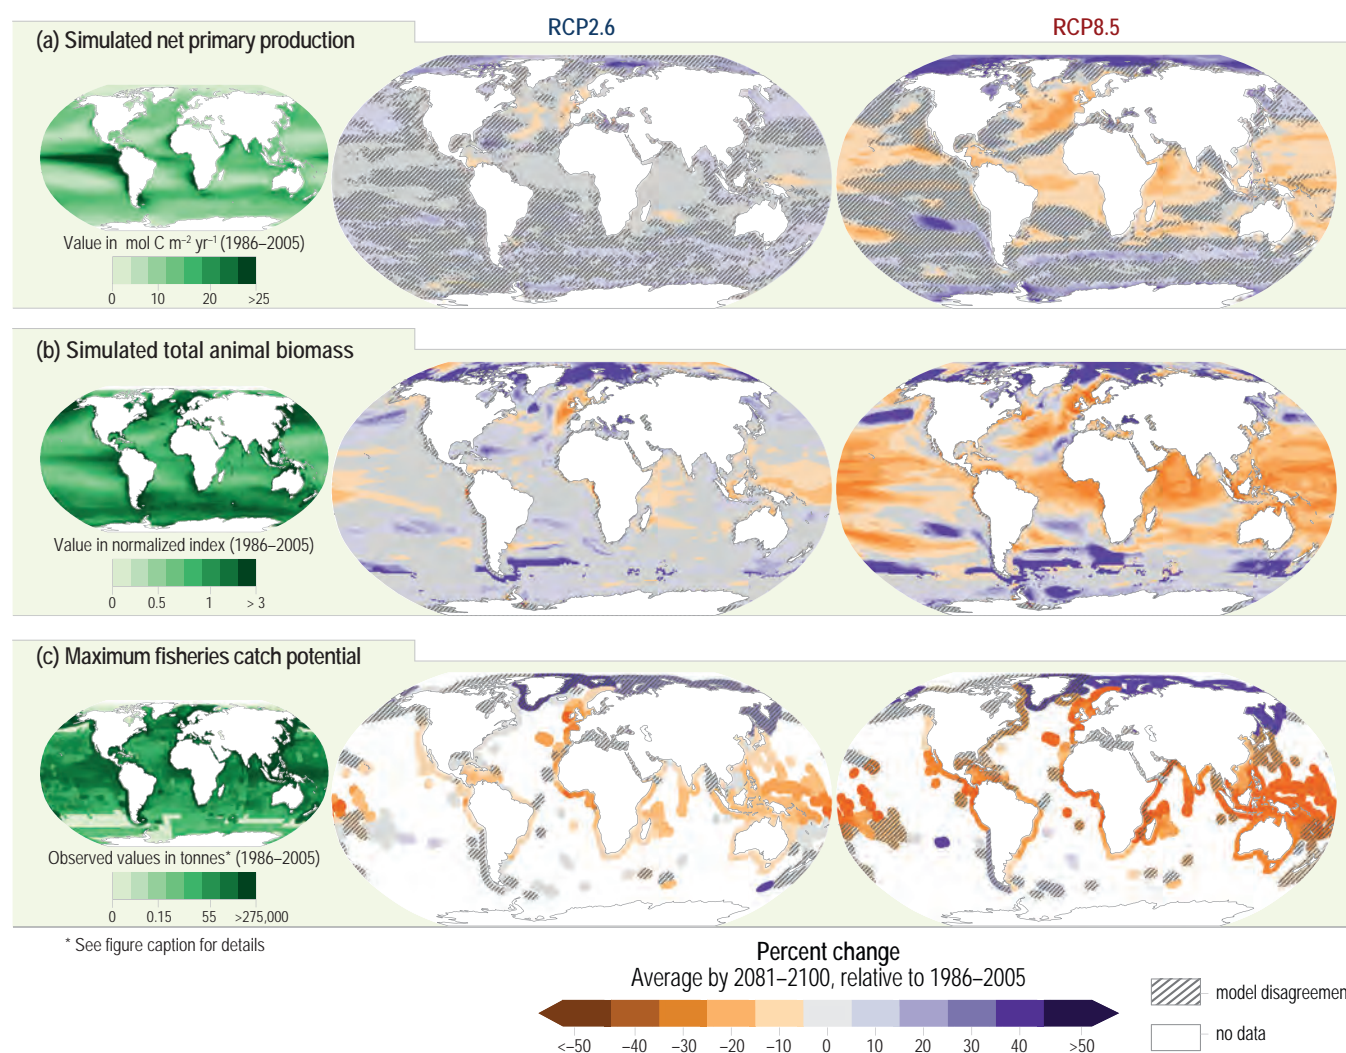 RCP2.6
RCP8.5
(a) Simulated net primary production
Value in mol C m⁻² yr⁻¹ (1986–2005)
0 10 20 >25
(b) Simulated total animal biomass
Value in normalized index (1986–2005)
0 0.5 1 > 3
(c) Maximum fisheries catch potential
Observed values in tonnes* (1986–2005)
0 0.15 55 >275,000
* See figure caption for details
Percent change
Average by 2081–2100, relative to 1986–2005
<–50 –40 –30 –20 –10 0 10 20 30 40 >50
model disagreemen
no data